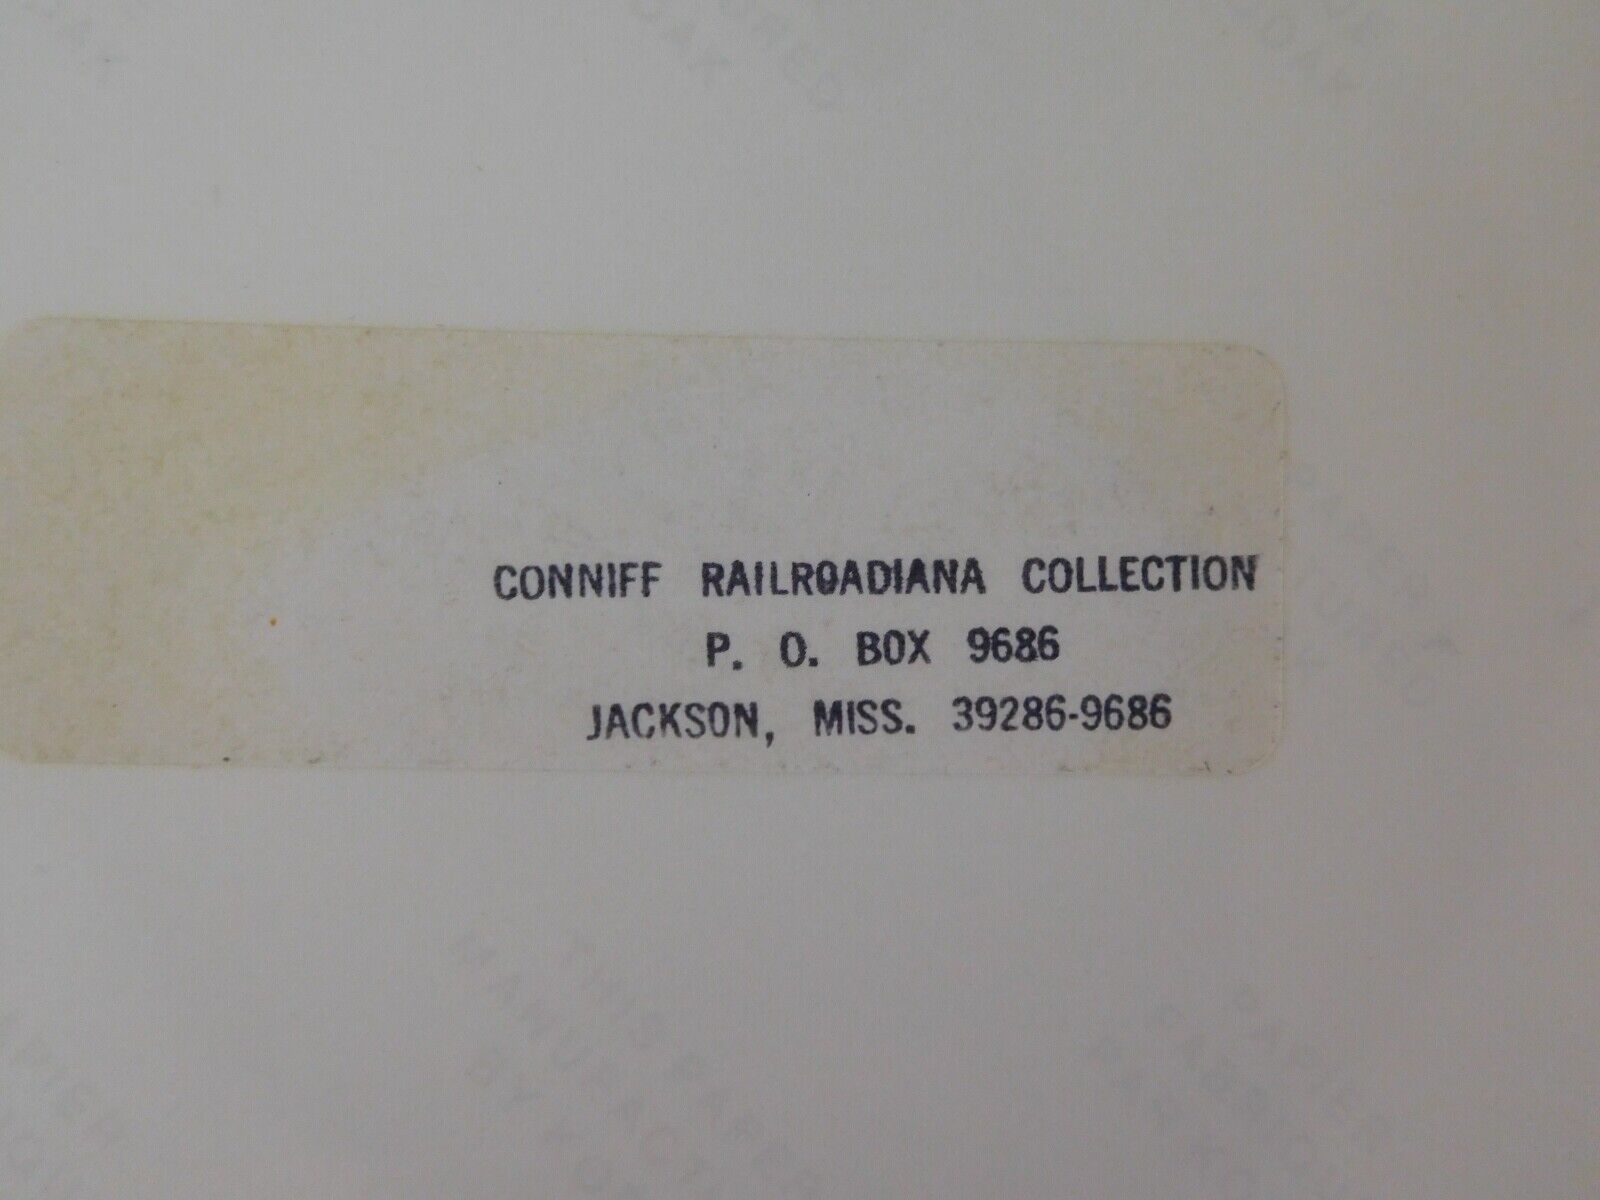 CONNIFF RAILROADIANA COLLECTION
P. O. BOX 9686
JACKSON, MISS. 39286-9686